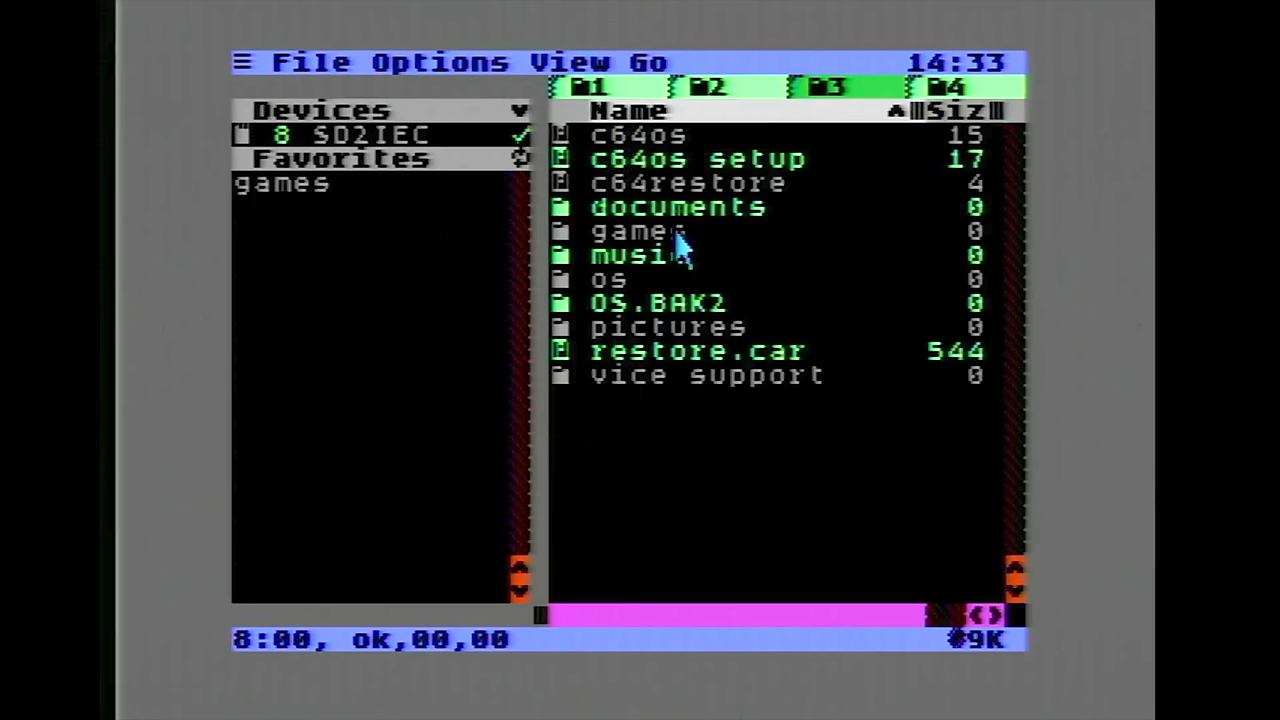 File Options View Go 14:33
1 2 3 4
Devices
8 SD2IEC
Favorites
games
Name Siz
c64os 15
c64os setup 17
c64restore 4
documents 0
games 0
music 0
os 0
OS.BAK2 0
pictures 0
restore.car 544
vice support 0
8:00, ok,00,00 9K